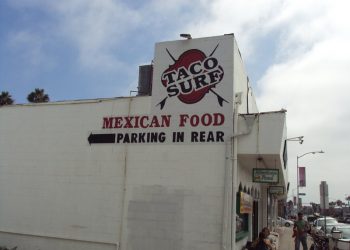 TACO
SURF
MEXICAN FOOD
PARKING IN REAR